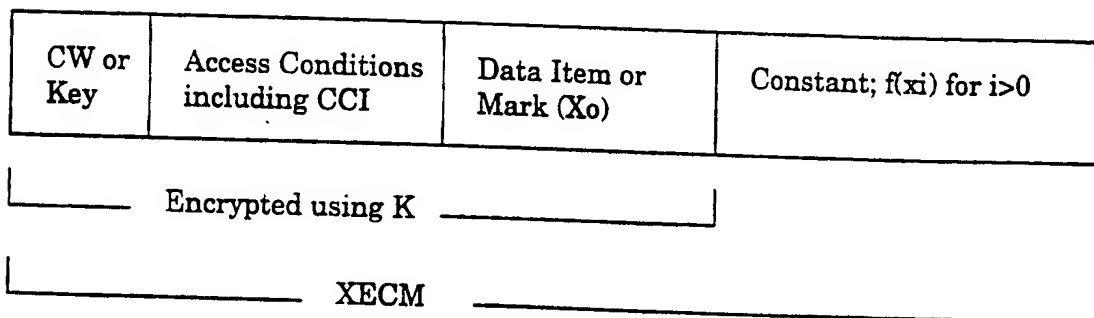 CW or
Key
Access Conditions
including CCI
Data Item or
Mark (Xo)
Constant; f(xi) for i>0
Encrypted using K
XECM